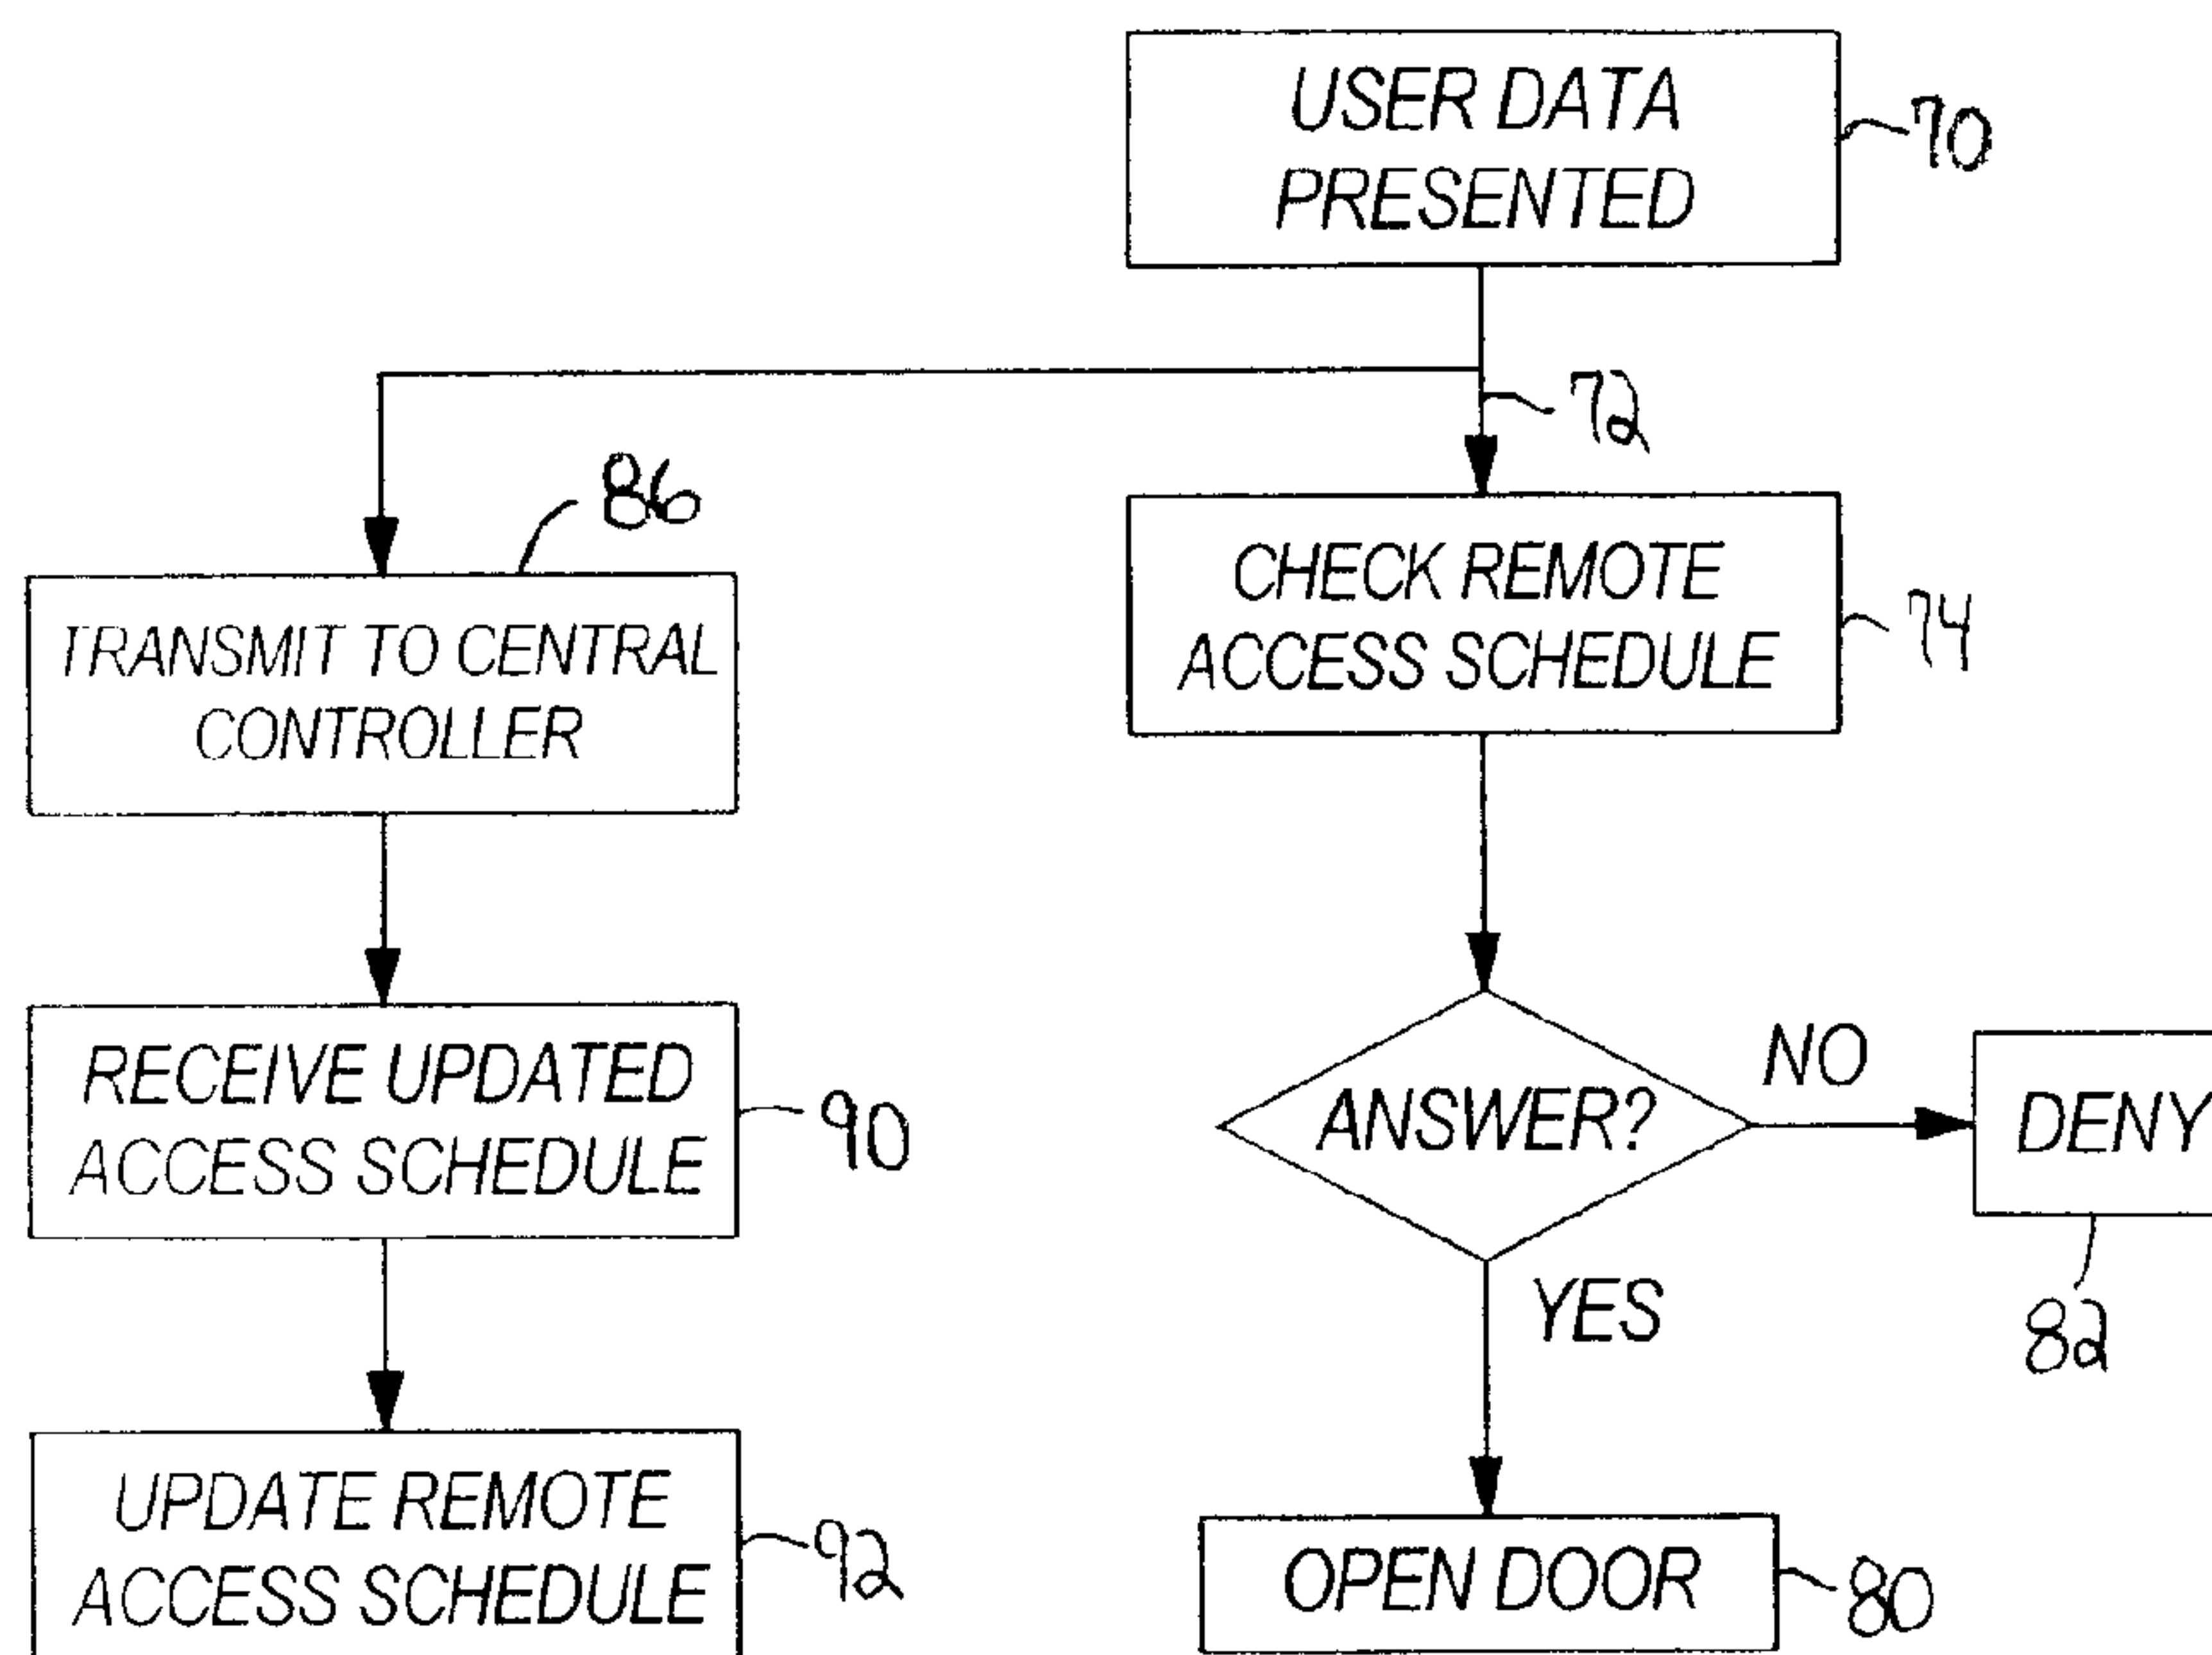 USER DATA
PRESENTED
70
72
86
TRANSMIT TO CENTRAL
CONTROLLER
CHECK REMOTE
ACCESS SCHEDULE
74
RECEIVE UPDATED
ACCESS SCHEDULE
90
ANSWER?
NO
DENY
82
YES
UPDATE REMOTE
ACCESS SCHEDULE
92
OPEN DOOR
80